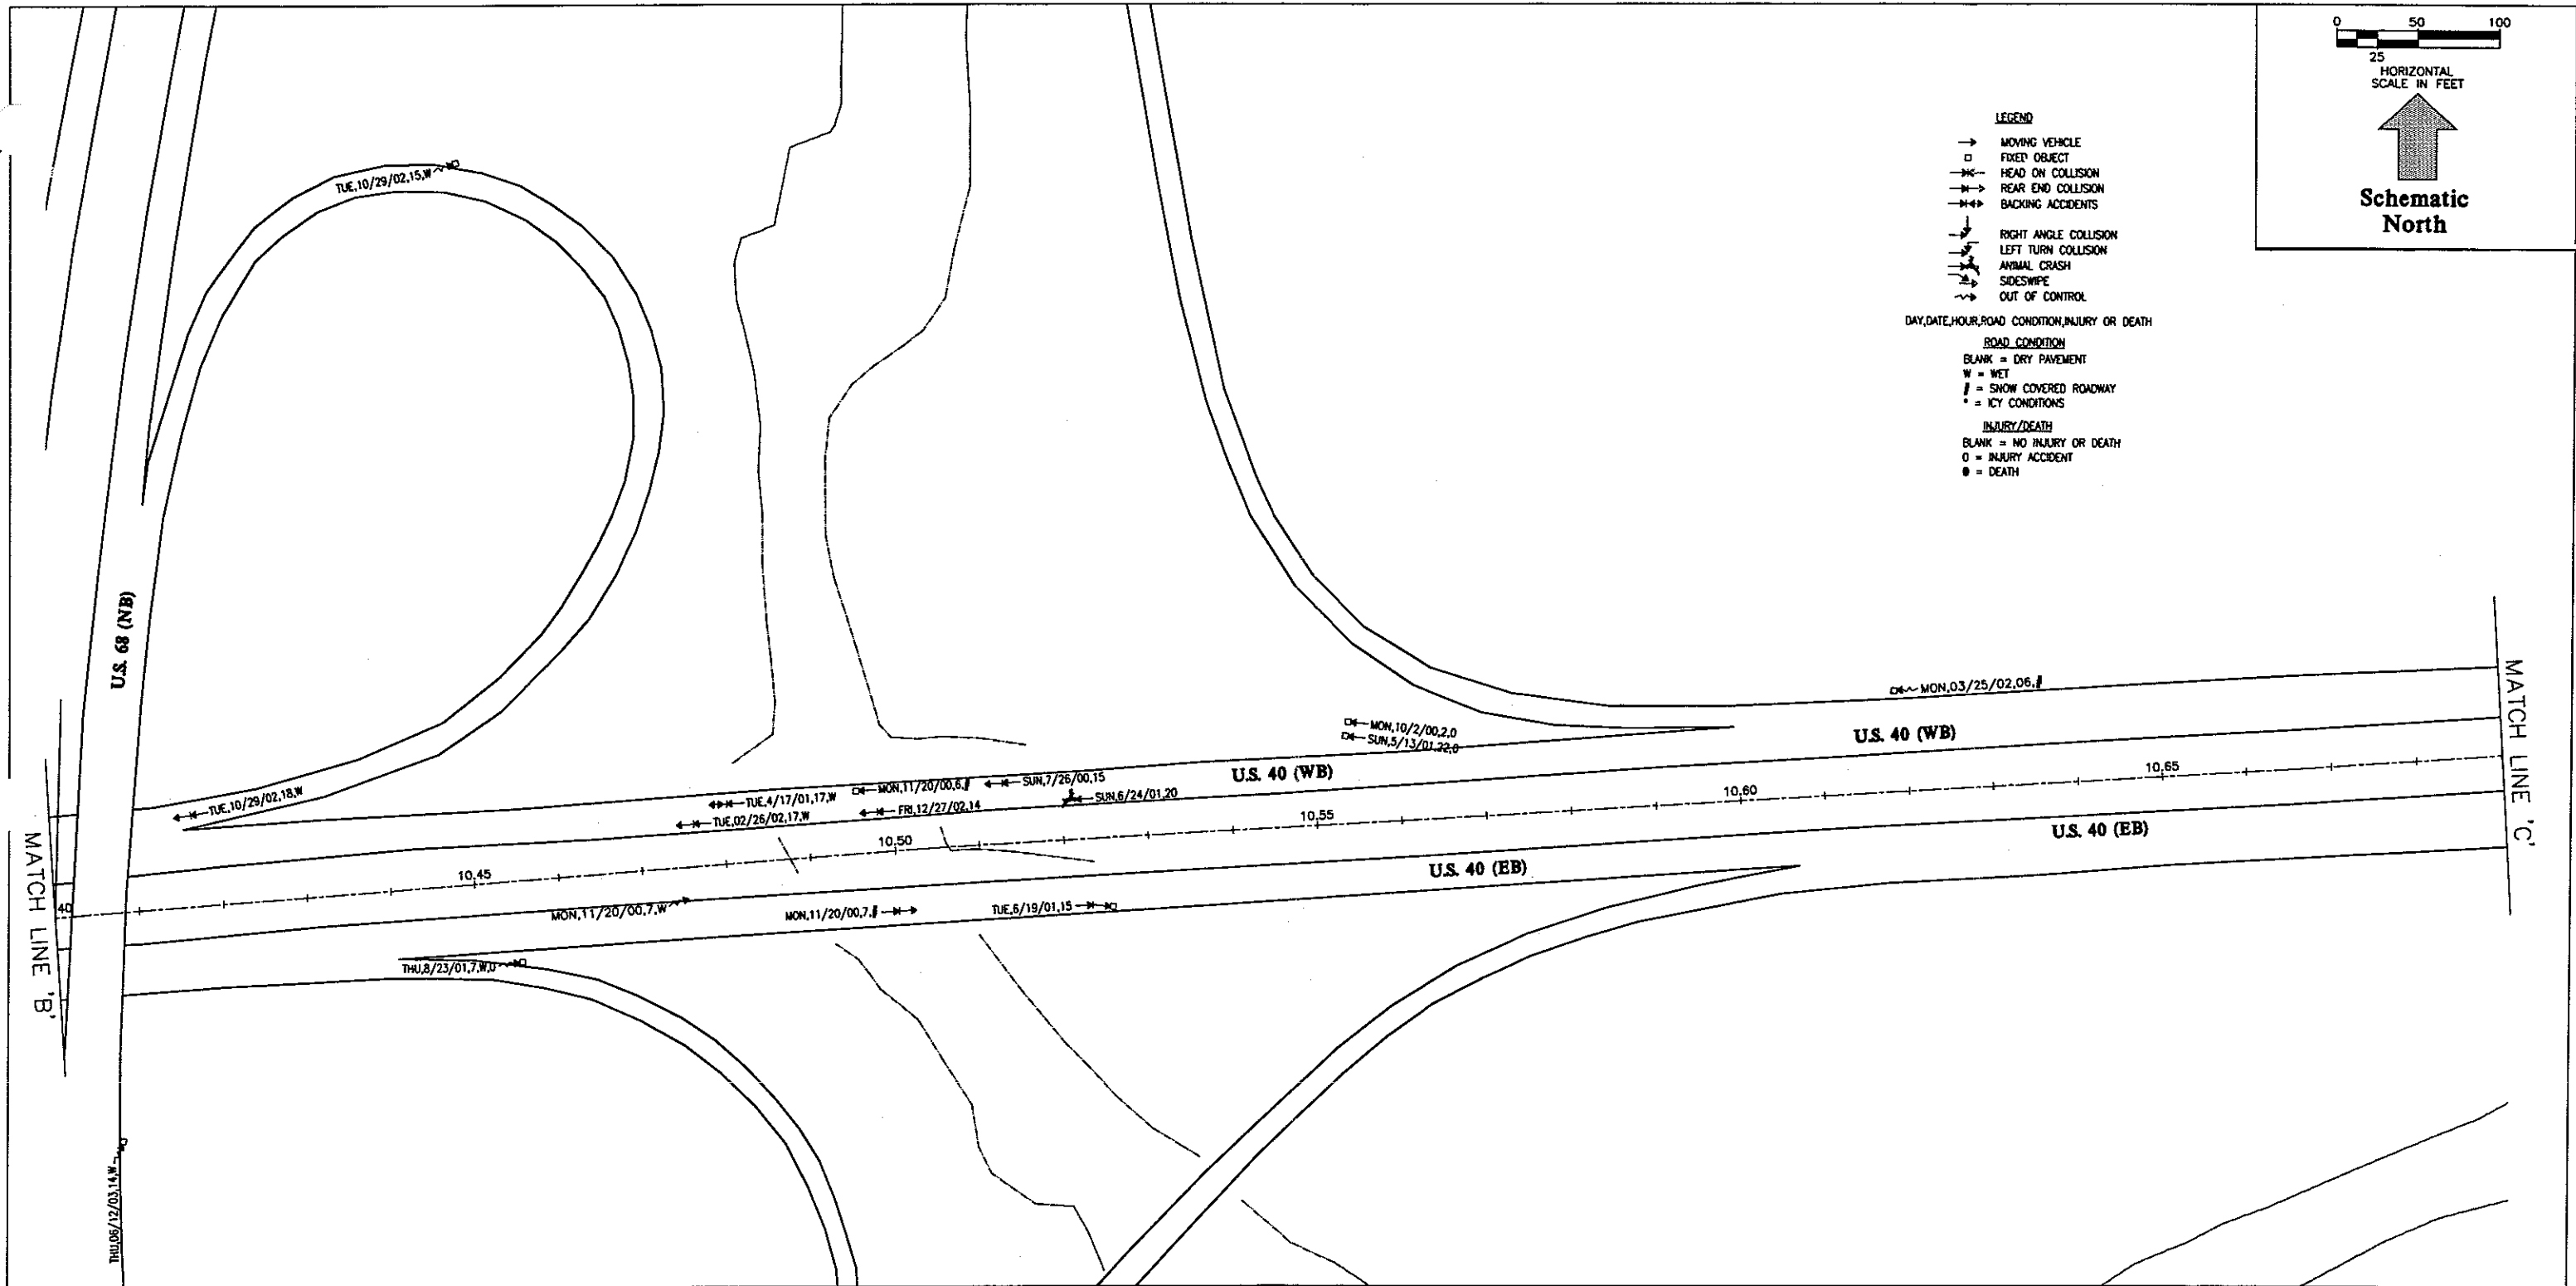 0 50 100
25
HORIZONTAL
SCALE IN FEET
Schematic
North
LEGEND
MOVING VEHICLE
FIXED OBJECT
HEAD ON COLLISION
REAR END COLLISION
BACKING ACCIDENTS
RIGHT ANGLE COLLISION
LEFT TURN COLLISION
ANIMAL CRASH
SIDESWIPE
OUT OF CONTROL
DAY,DATE,HOUR,ROAD CONDITION,INJURY OR DEATH
ROAD CONDITION
BLANK = DRY PAVEMENT
W = WET
= SNOW COVERED ROADWAY
* = ICY CONDITIONS
INJURY/DEATH
BLANK = NO INJURY OR DEATH
0 = INJURY ACCIDENT
● = DEATH
TUE,10/29/02,15,W
U.S. 68 (NB)
MON,03/25/02,06,
MON,10/2/00,2,0
SUN,5/13/01,22,0
U.S. 40 (WB)
U.S. 40 (WB)
MATCH LINE 'C'
TUE,10/29/02,18,W
MON,11/20/00,6,
SUN,7/26/00,15
TUE,4/17/01,17,W
FRI,12/27/02,14
SUN,6/24/01,20
TUE,02/26/02,17,W
10.45
10.50
10.55
10.60
10.65
U.S. 40 (EB)
U.S. 40 (EB)
40
MATCH LINE 'B'
MON,11/20/00,7,W
MON,11/20/00,7,
TUE,6/19/01,15
THU,8/23/01,7,W,0
THU,06/12/03,14,W